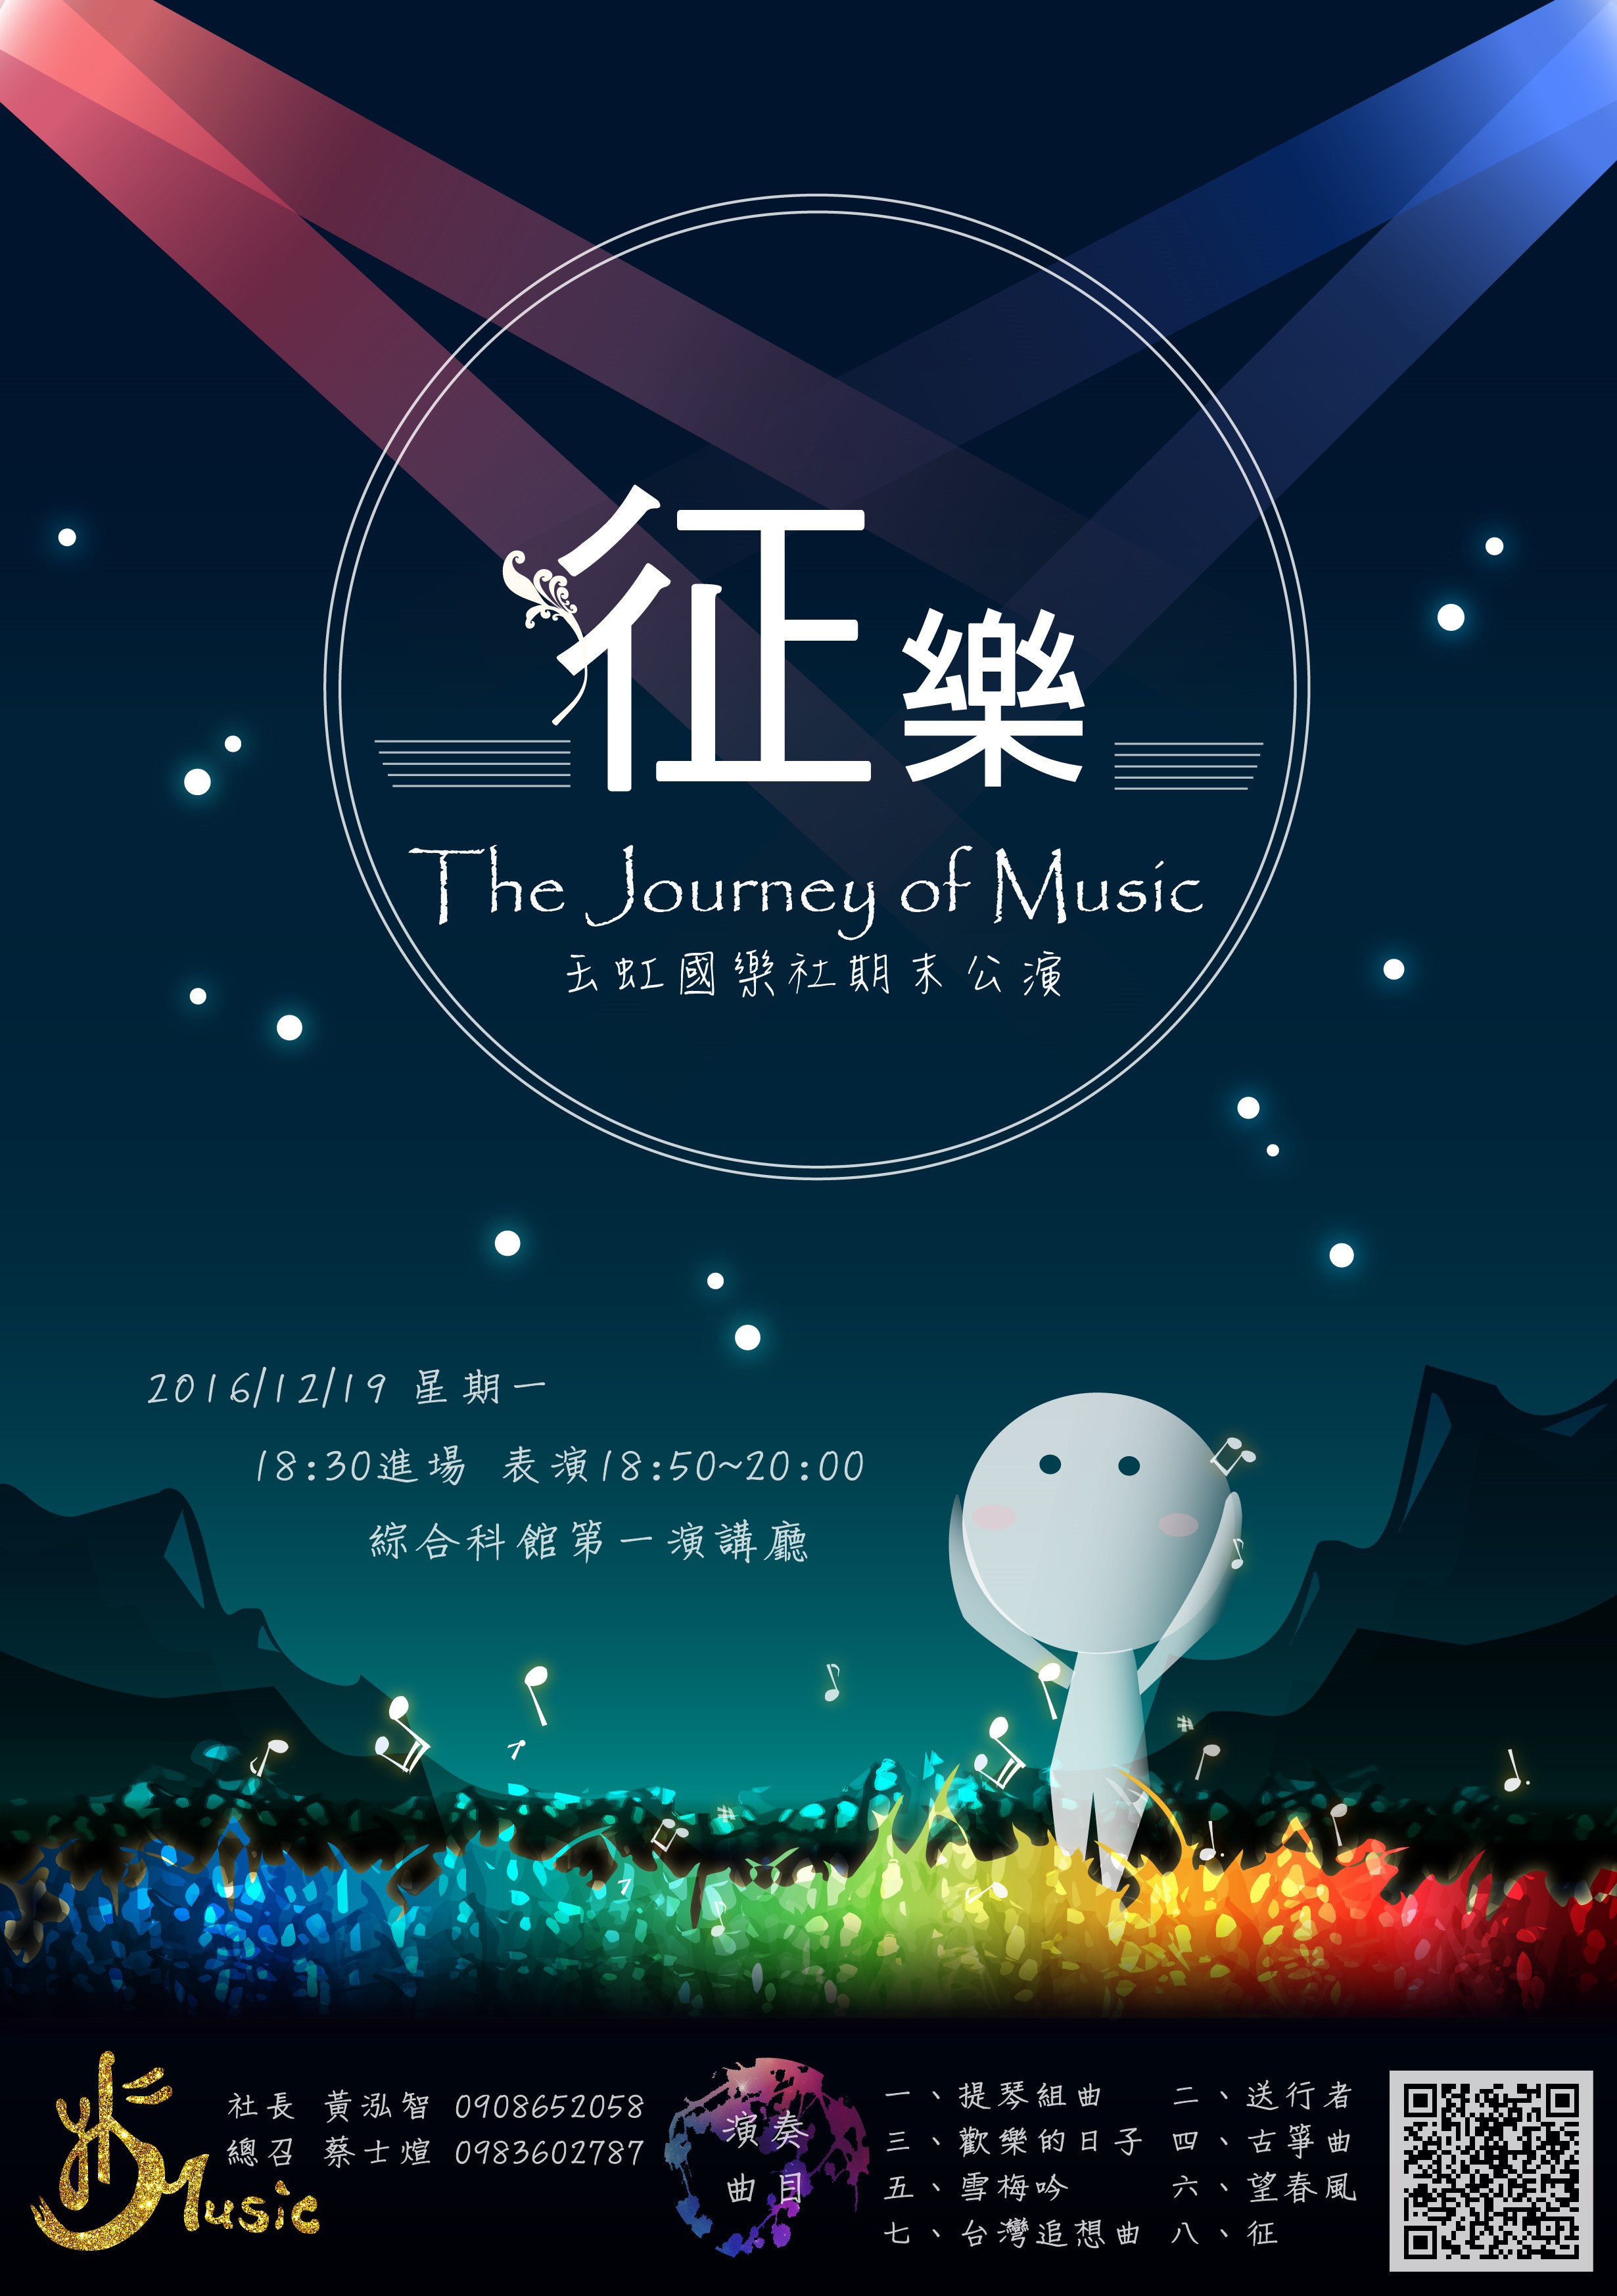 征樂
The Journey of Music
玉虹國樂社期末公演
2016/12/19 星期一
18:30進場 表演18:50~20:00
綜合科館第一演講廳
Music
社長 黃泓智 0908652058
總召 蔡士煊 0983602787
演奏
曲目
一、提琴組曲 二、送行者
三、歡樂的日子 四、古箏曲
五、雪梅吟 六、望春風
七、台灣追想曲 八、征